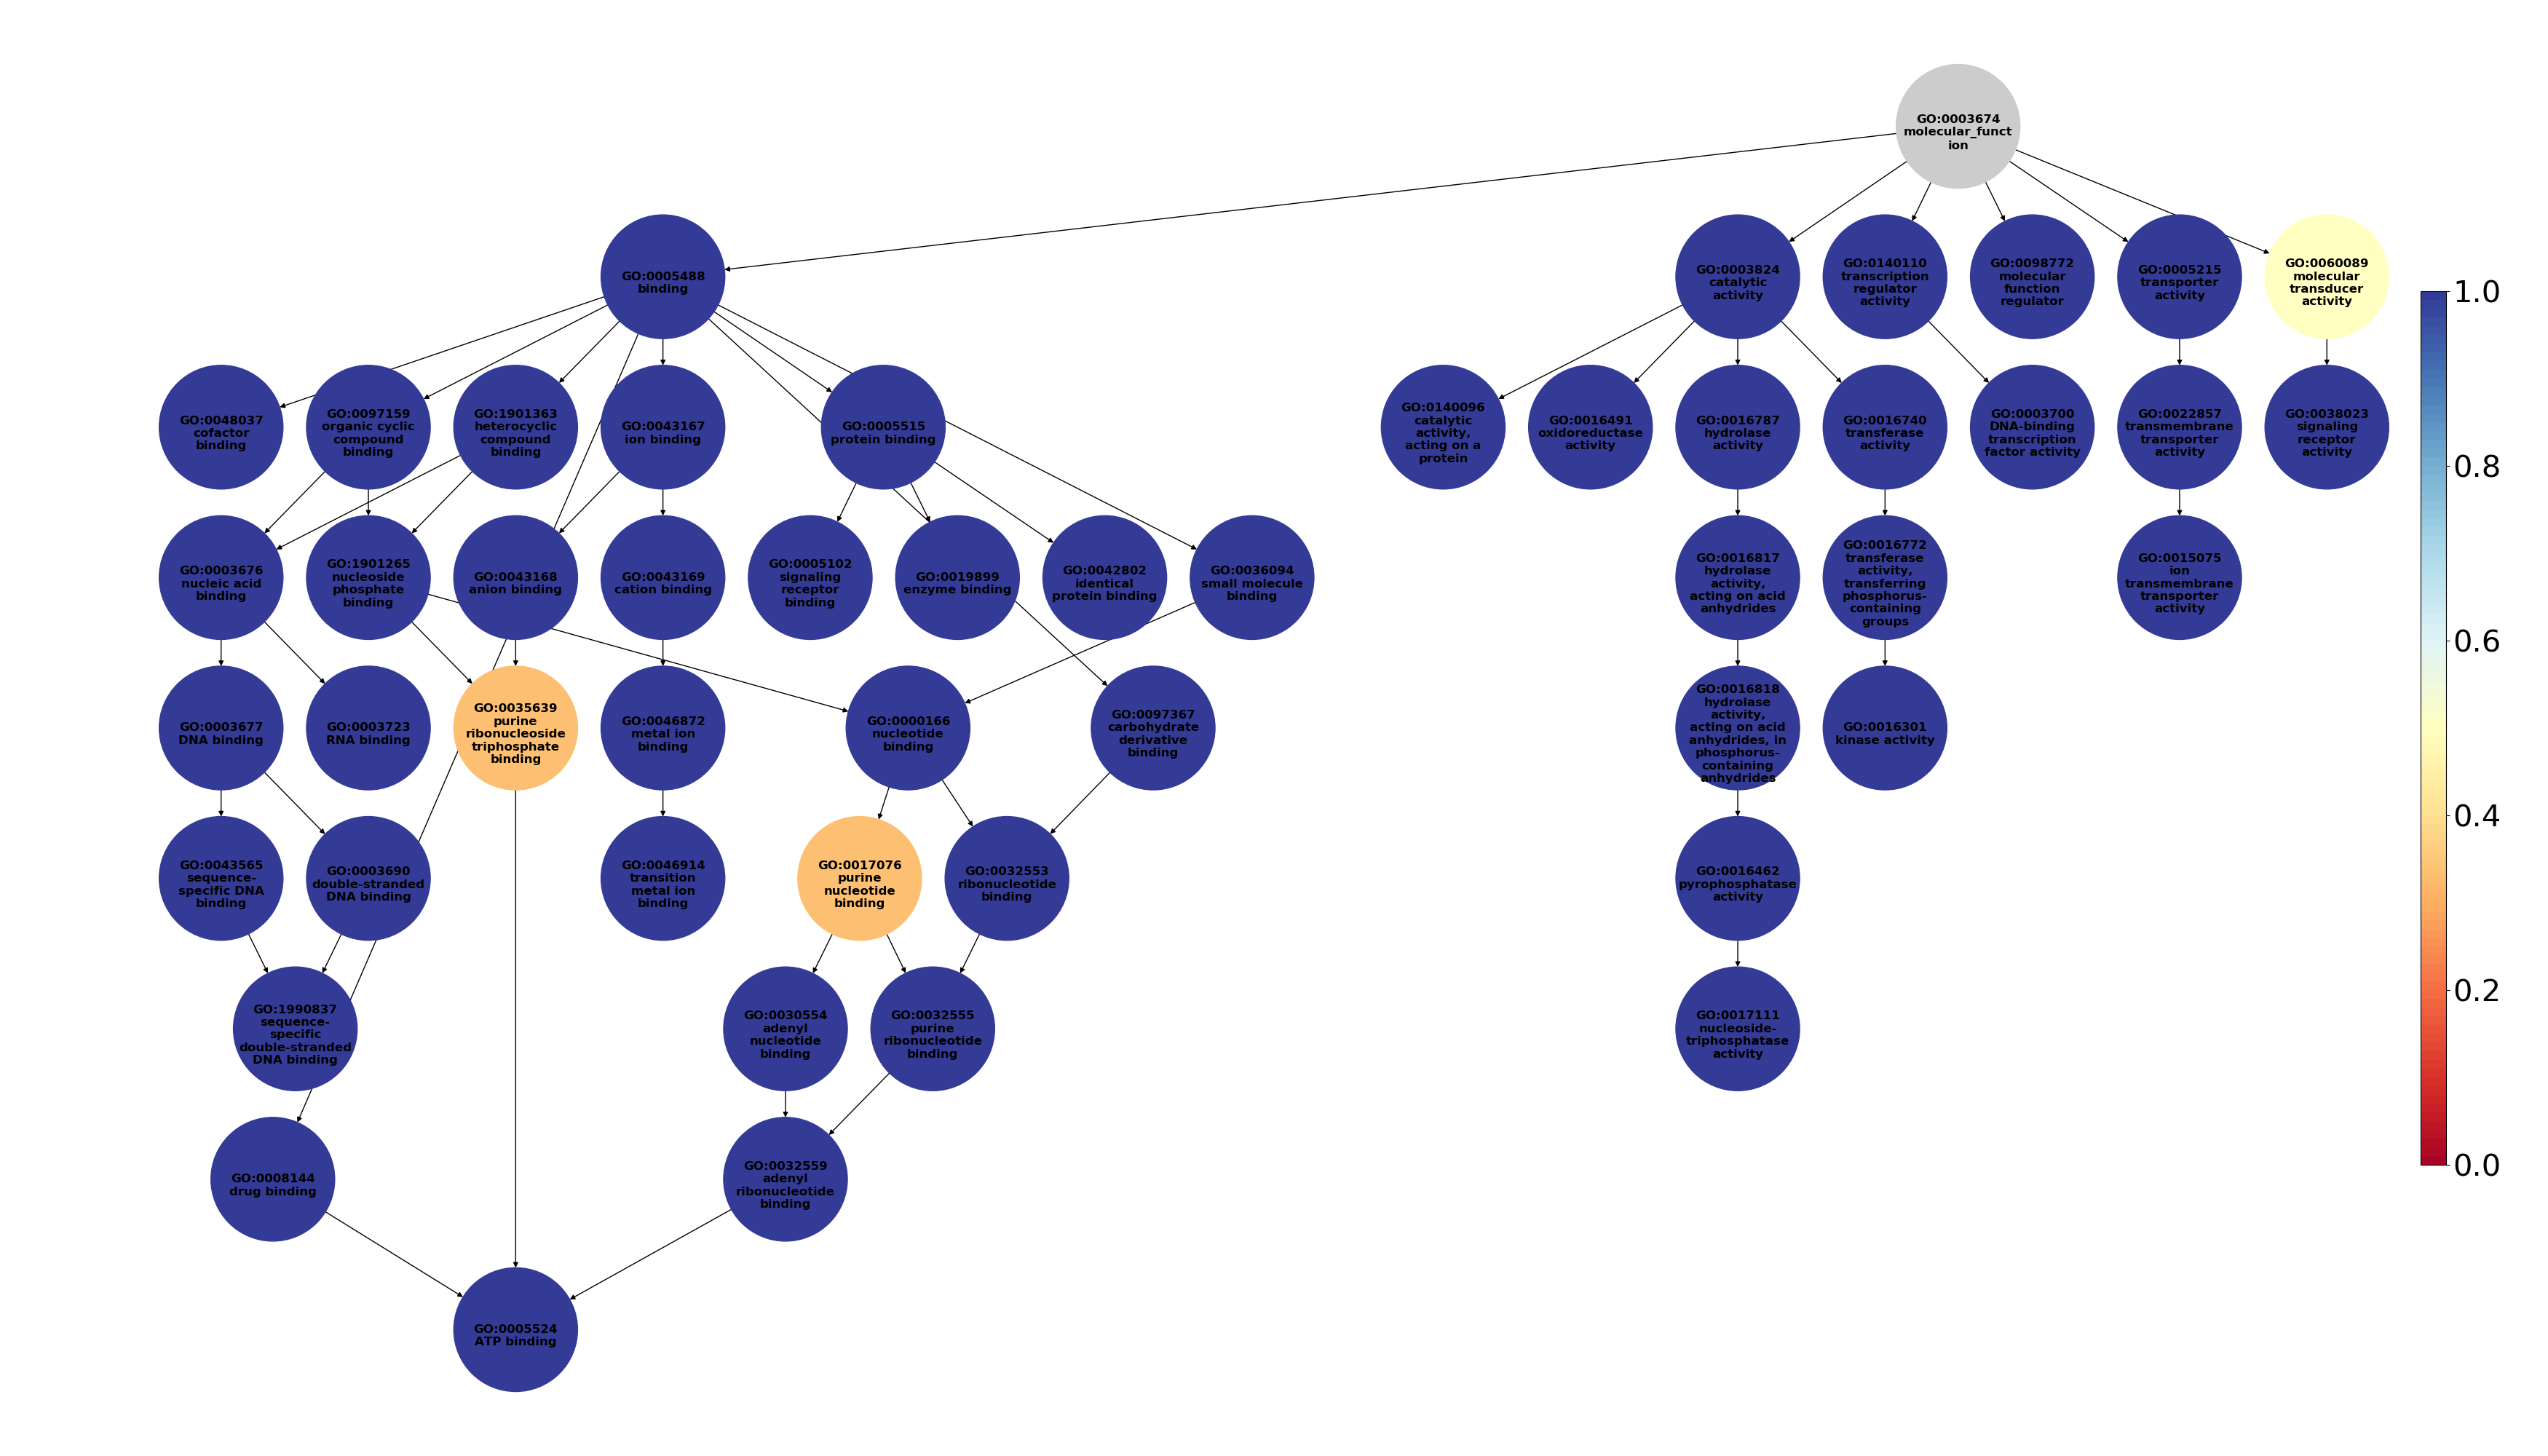 GO:0003674
molecular_funct
ion
GO:0005488
binding
GO:0003824
catalytic
activity
GO:0140110
transcription
regulator
activity
GO:0098772
molecular
function
regulator
GO:0005215
transporter
activity
GO:0060089
molecular
transducer
activity
GO:0048037
cofactor
binding
GO:0097159
organic cyclic
compound
binding
GO:1901363
heterocyclic
compound
binding
GO:0043167
ion binding
GO:0005515
protein binding
GO:0140096
catalytic
activity,
acting on a
protein
GO:0016491
oxidoreductase
activity
GO:0016787
hydrolase
activity
GO:0016740
transferase
activity
GO:0003700
DNA-binding
transcription
factor activity
GO:0022857
transmembrane
transporter
activity
GO:0038023
signaling
receptor
activity
GO:0003676
nucleic acid
binding
GO:1901265
nucleoside
phosphate
binding
GO:0043168
anion binding
GO:0043169
cation binding
GO:0005102
signaling
receptor
binding
GO:0019899
enzyme binding
GO:0042802
identical
protein binding
GO:0036094
small molecule
binding
GO:0016817
hydrolase
activity,
acting on acid
anhydrides
GO:0016772
transferase
activity,
transferring
phosphorus-
containing
groups
GO:0015075
ion
transmembrane
transporter
activity
GO:0003677
DNA binding
GO:0003723
RNA binding
GO:0035639
purine
ribonucleoside
triphosphate
binding
GO:0046872
metal ion
binding
GO:0000166
nucleotide
binding
GO:0097367
carbohydrate
derivative
binding
GO:0016818
hydrolase
activity,
acting on acid
anhydrides, in
phosphorus-
containing
anhydrides
GO:0016301
kinase activity
GO:0043565
sequence-
specific DNA
binding
GO:0003690
double-stranded
DNA binding
GO:0046914
transition
metal ion
binding
GO:0017076
purine
nucleotide
binding
GO:0032553
ribonucleotide
binding
GO:0016462
pyrophosphatase
activity
GO:1990837
sequence-
specific
double-stranded
DNA binding
GO:0030554
adenyl
nucleotide
binding
GO:0032555
purine
ribonucleotide
binding
GO:0017111
nucleoside-
triphosphatase
activity
GO:0008144
drug binding
GO:0032559
adenyl
ribonucleotide
binding
GO:0005524
ATP binding
1.0
0.8
0.6
0.4
0.2
0.0